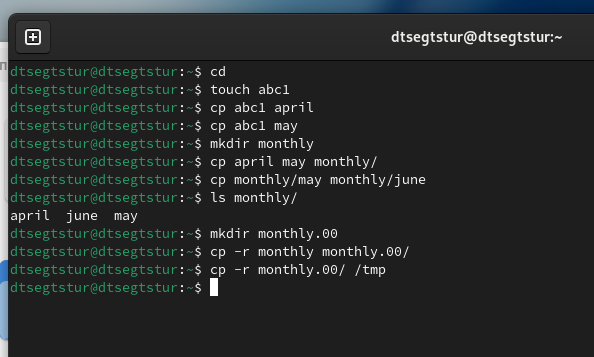 dtsegtstur@dtsegtstur:~
dtsegtstur@dtsegtstur:~$ cd
dtsegtstur@dtsegtstur:~$ touch abc1
dtsegtstur@dtsegtstur:~$ cp abc1 april
dtsegtstur@dtsegtstur:~$ cp abc1 may
dtsegtstur@dtsegtstur:~$ mkdir monthly
dtsegtstur@dtsegtstur:~$ cp april may monthly/
dtsegtstur@dtsegtstur:~$ cp monthly/may monthly/june
dtsegtstur@dtsegtstur:~$ ls monthly/
april  june  may
dtsegtstur@dtsegtstur:~$ mkdir monthly.00
dtsegtstur@dtsegtstur:~$ cp -r monthly monthly.00/
dtsegtstur@dtsegtstur:~$ cp -r monthly.00/ /tmp
dtsegtstur@dtsegtstur:~$